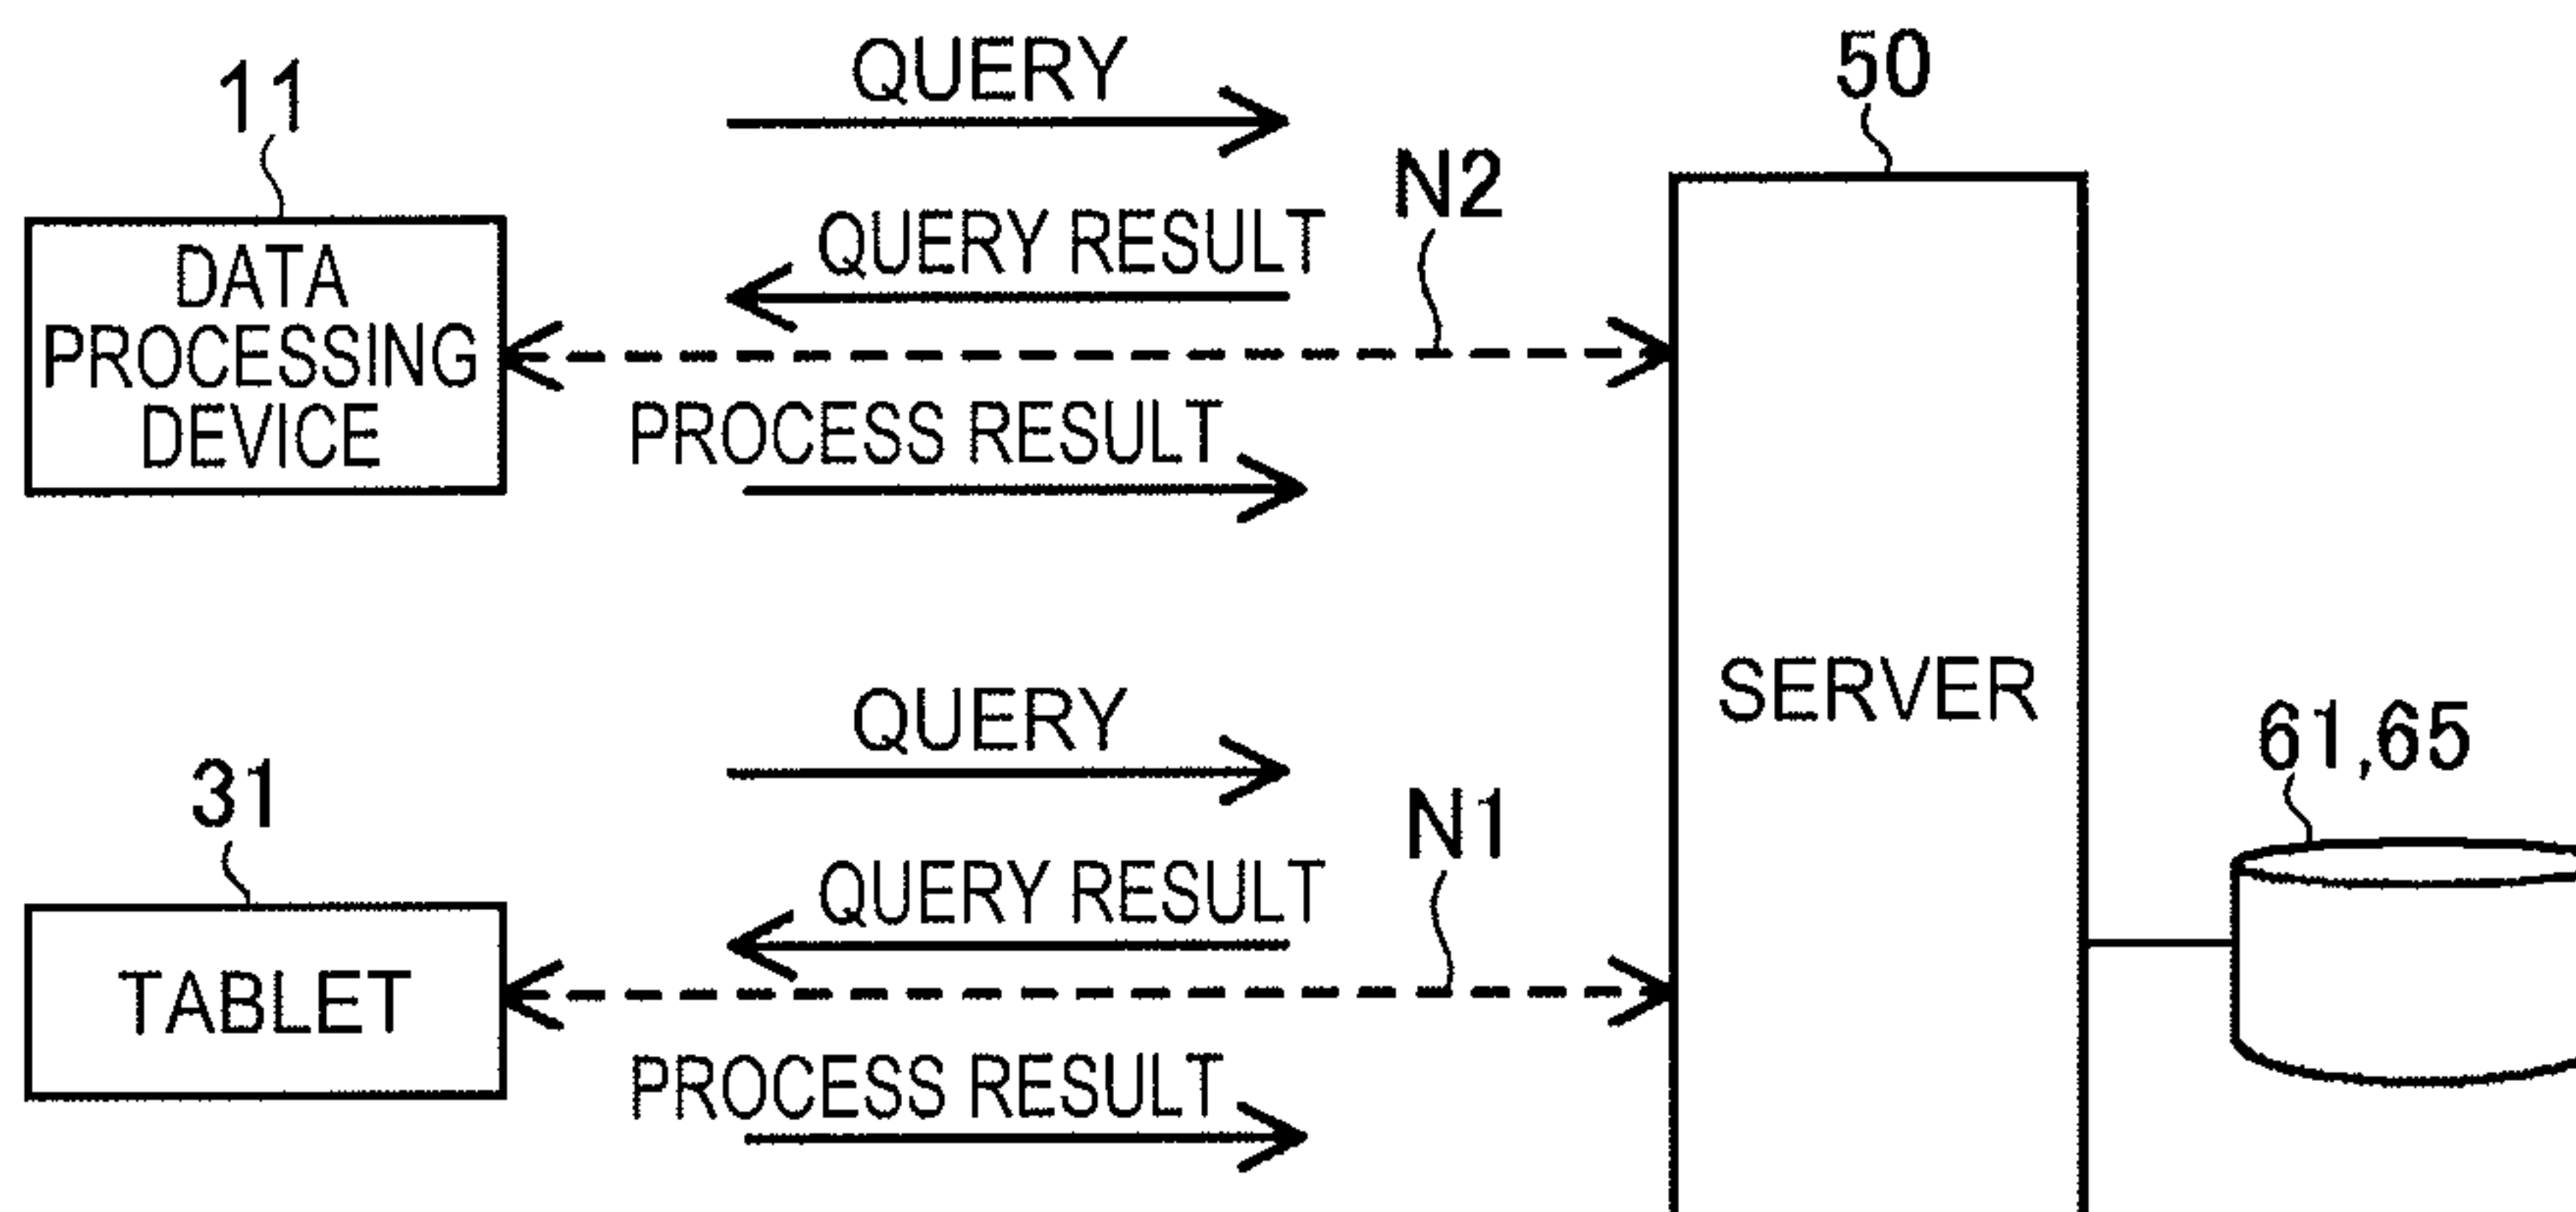 QUERY
50
11
N2
QUERY RESULT
DATA
PROCESSING
DEVICE
PROCESS RESULT
SERVER
QUERY
61,65
31
N1
QUERY RESULT
TABLET
PROCESS RESULT